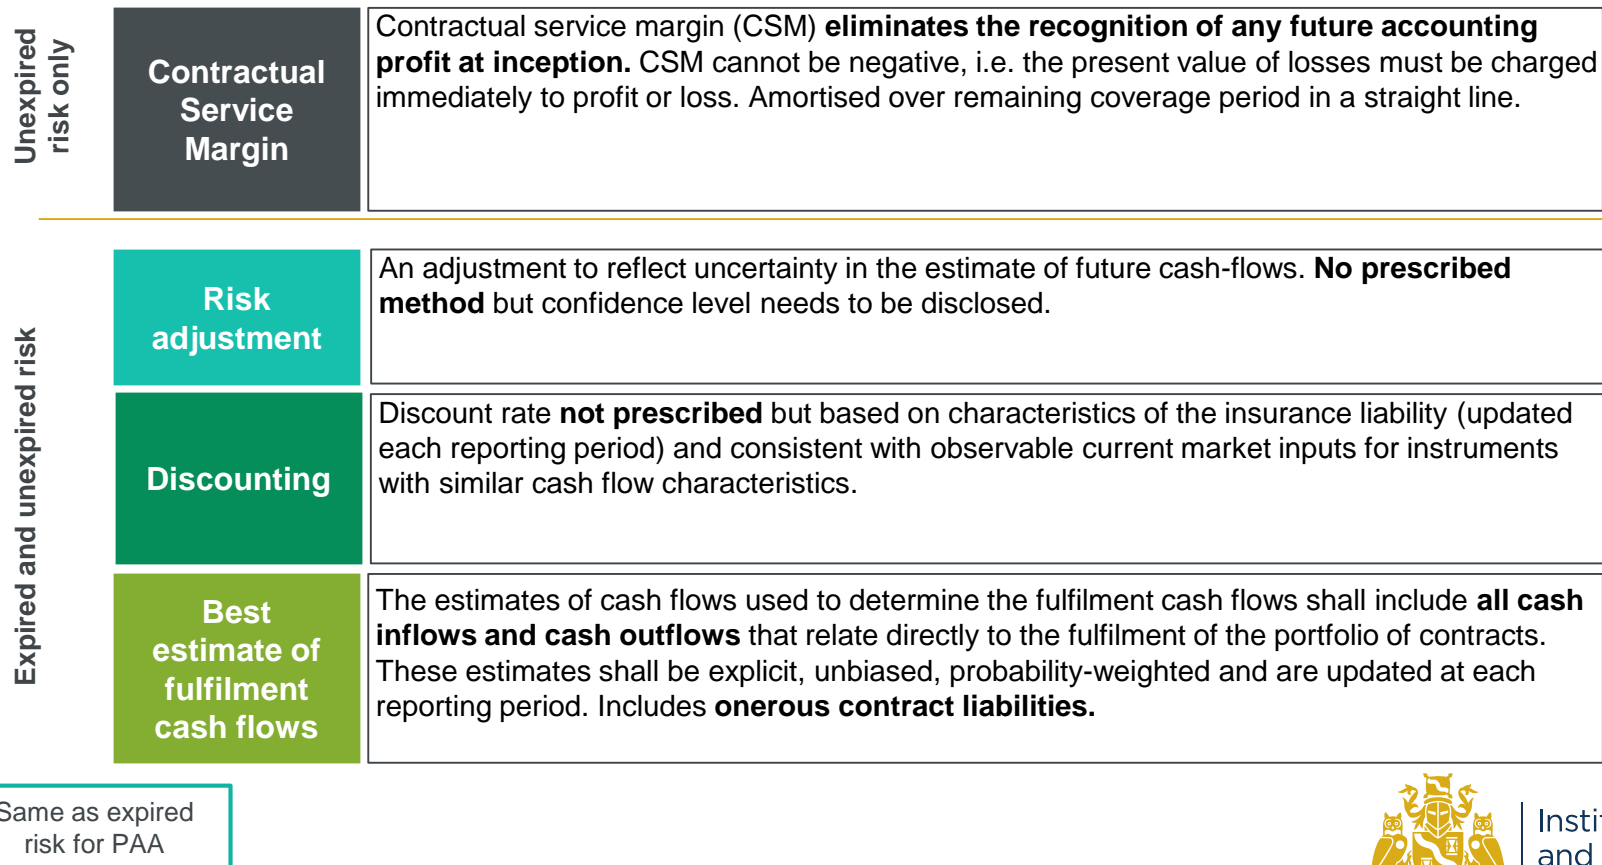 Unexpired
risk only
Contractual
Service
Margin
Contractual service margin (CSM) eliminates the recognition of any future accounting
profit at inception. CSM cannot be negative, i.e. the present value of losses must be charged
immediately to profit or loss. Amortised over remaining coverage period in a straight line.
Expired and unexpired risk
Risk
adjustment
An adjustment to reflect uncertainty in the estimate of future cash-flows. No prescribed
method but confidence level needs to be disclosed.
Discounting
Discount rate not prescribed but based on characteristics of the insurance liability (updated
each reporting period) and consistent with observable current market inputs for instruments
with similar cash flow characteristics.
Best
estimate of
fulfilment
cash flows
The estimates of cash flows used to determine the fulfilment cash flows shall include all cash
inflows and cash outflows that relate directly to the fulfilment of the portfolio of contracts.
These estimates shall be explicit, unbiased, probability-weighted and are updated at each
reporting period. Includes onerous contract liabilities.
Same as expired
risk for PAA
Instit
and